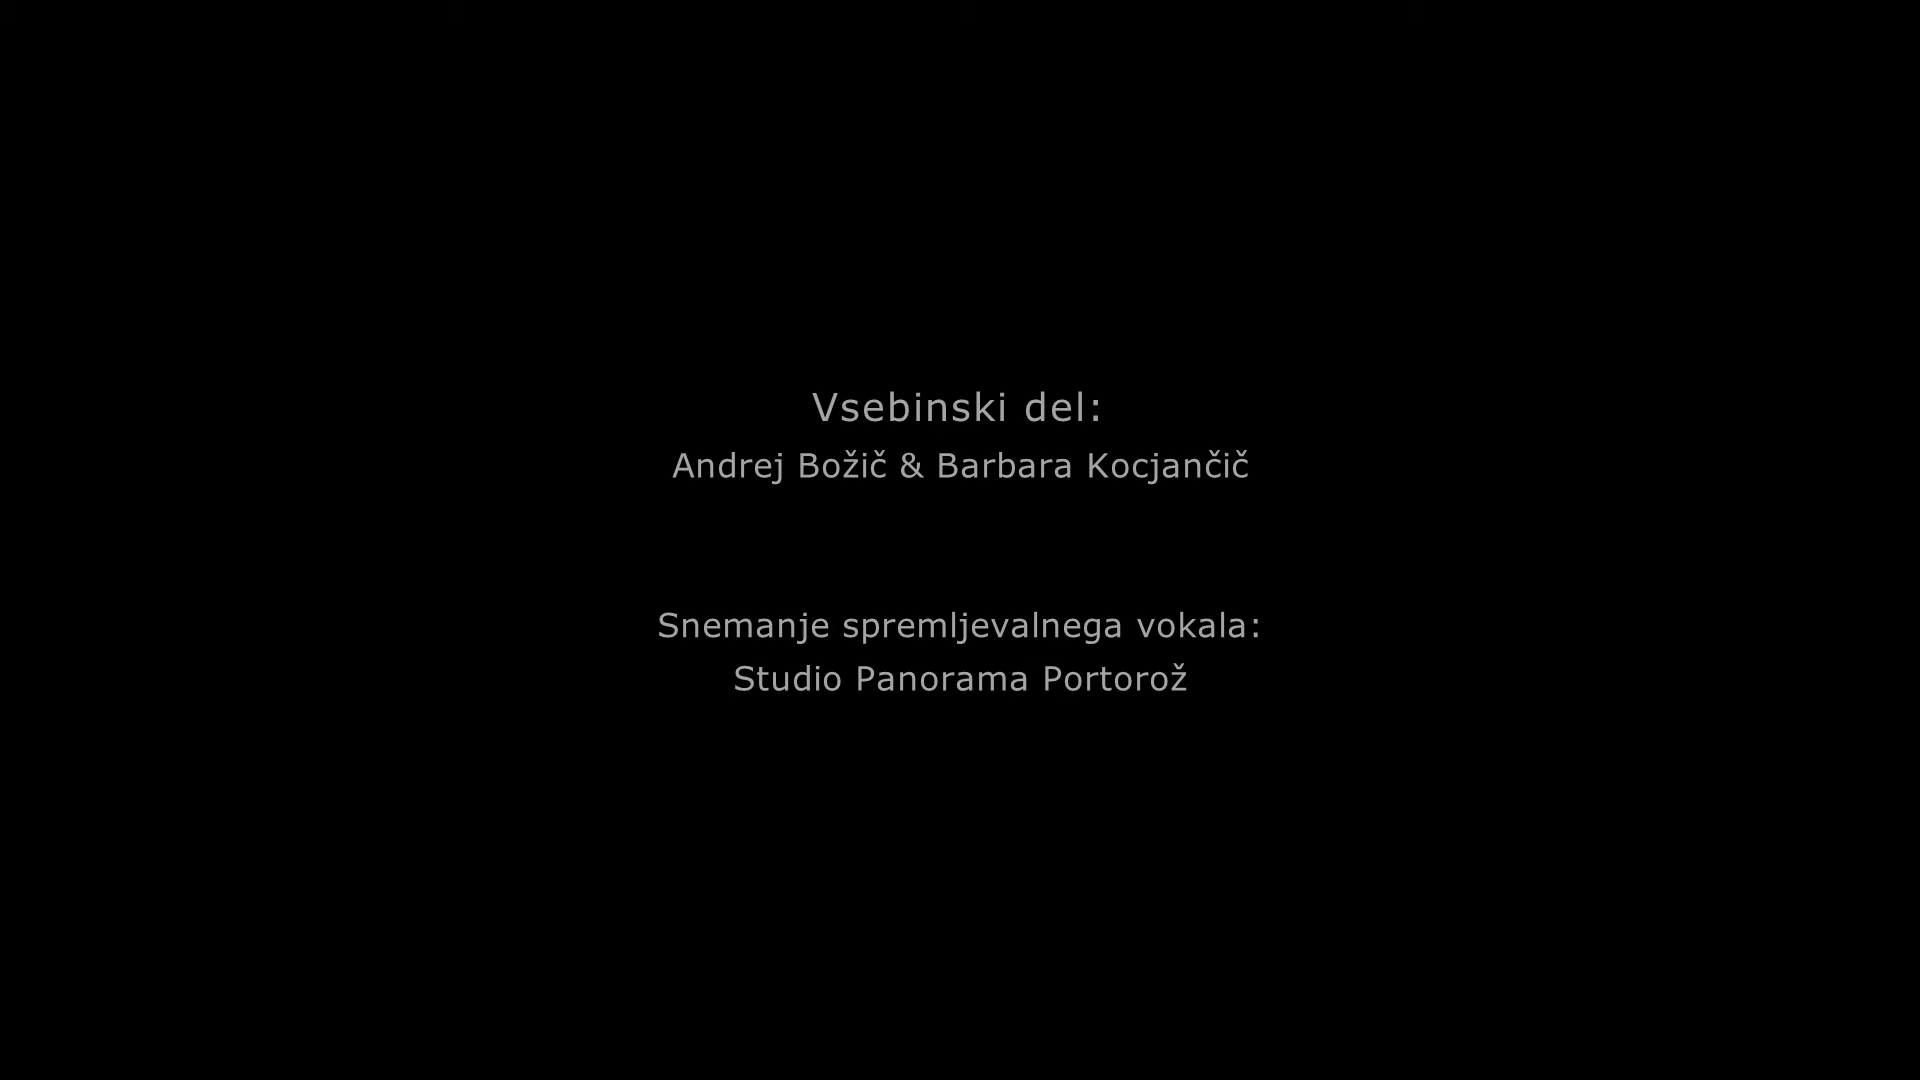 Vsebinski del:
Andrej Božič & Barbara Kocjančič
Snemanje spremljevalnega vokala:
Studio Panorama Portorož